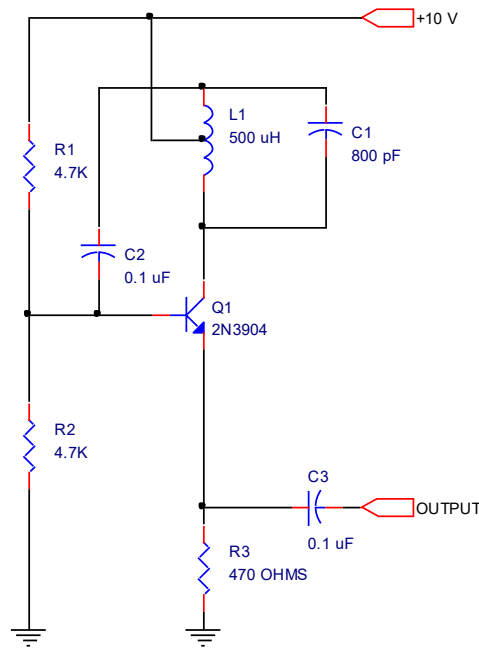 +10 V
L1
500 uH
C1
800 pF
R1
4.7K
C2
0.1 uF
Q1
2N3904
R2
4.7K
C3
0.1 uF
OUTPUT
R3
470 OHMS